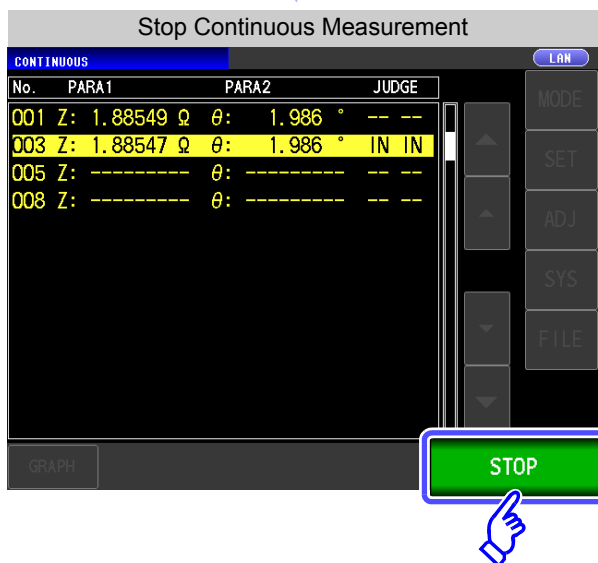 Stop Continuous Measurement
CONTINUOUS LAN
No. PARA1 PARA2 JUDGE
001 Z: 1.88549 Ω θ: 1.986 ° -- --
003 Z: 1.88547 Ω θ: 1.986 ° IN IN
005 Z: --------- θ: --------- -- --
008 Z: --------- θ: --------- -- --
MODE
SET
ADJ
SYS
FILE
GRAPH
STOP